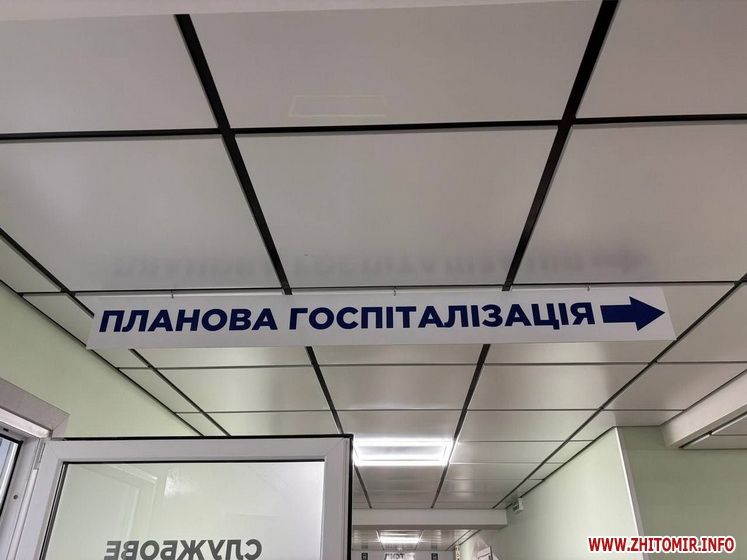 ПЛАНОВА ГОСПІТАЛІЗАЦІЯ
СЛУЖБОВЕ
WWW.ZHITOMIR.INFO